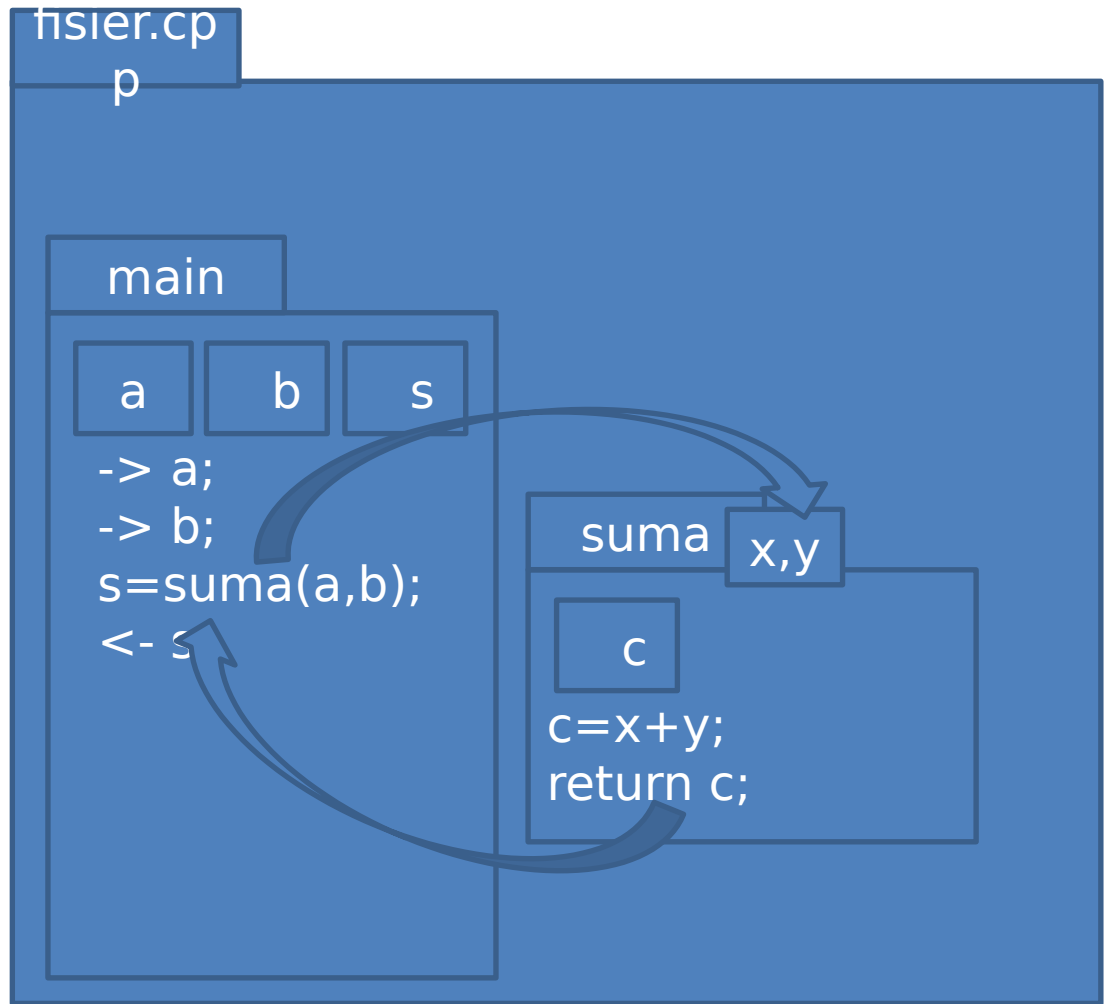 fisier.cp
p
main
a b s
-> a;
-> b;
s=suma(a,b);
<- s
suma x,y
c
c=x+y;
return c;